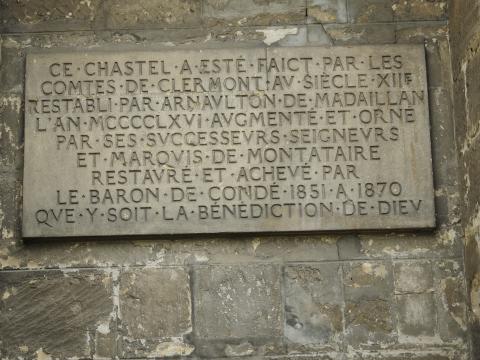 CE·CHASTEL·A·ESTÉ·FAICT·PAR·LES
COMTES·DE·CLERMONT·AV·SIÈCLE·XIIE
RESTABLI·PAR·ARNAVLTON·DE·MADAILLAN
L'AN·MCCCCLXVI·AVGMENTÉ·ET·ORNÉ
PAR·SES·SVCCESSEVRS·SEIGNEVRS
ET·MARQVIS·DE·MONTATAIRE
RESTAVRÉ·ET·ACHEVÉ·PAR
LE·BARON·DE·CONDÉ·1851·A·1870
QVE·Y·SOIT·LA·BÉNÉDICTION·DE·DIEV